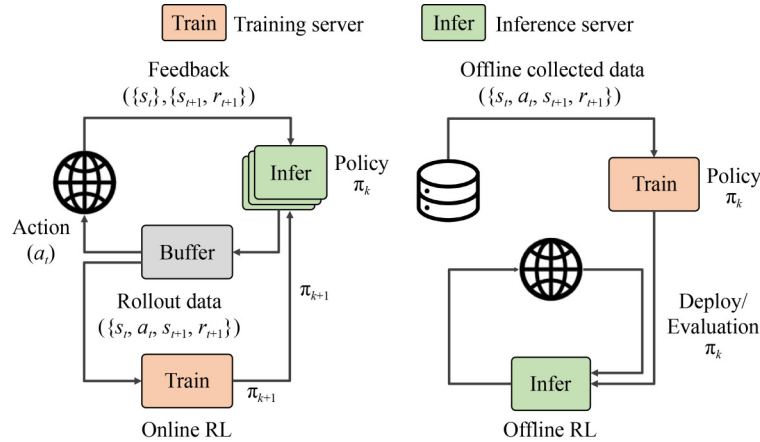 Train Training server
Infer Inference server
Feedback
({sₜ},{sₜ₊₁, rₜ₊₁})
Infer
Policy
πₖ
Action
(aₜ)
Buffer
Rollout data
({sₜ, aₜ, sₜ₊₁, rₜ₊₁})
πₖ₊₁
Train
πₖ₊₁
Online RL
Offline collected data
({sₜ, aₜ, sₜ₊₁, rₜ₊₁})
Train
Policy
πₖ
Deploy/
Evaluation
πₖ
Infer
Offline RL